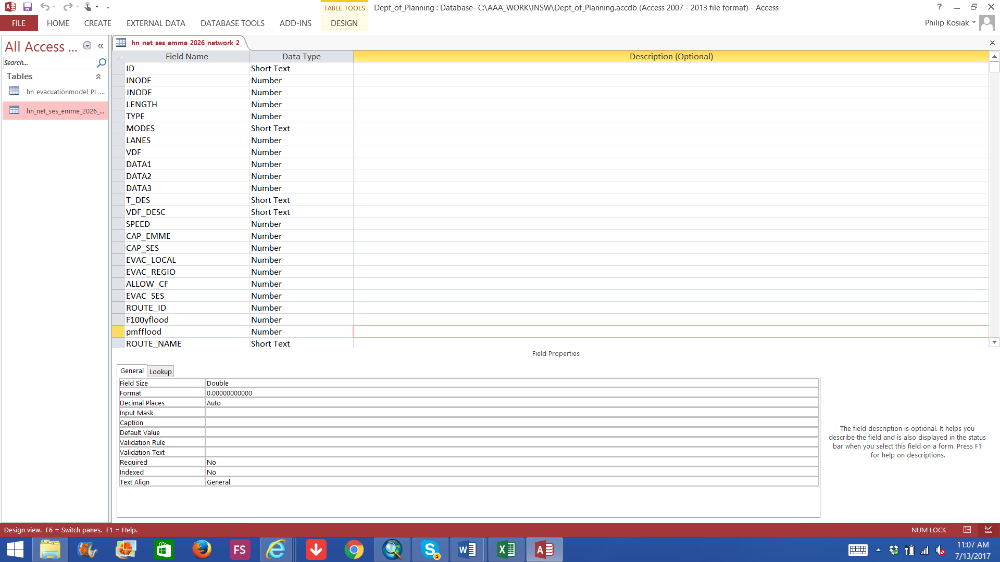 TABLE TOOLS
Dept_of_Planning : Database- C:\AAA_WORK\INSW\Dept_of_Planning.accdb (Access 2007 - 2013 file format) - Access
?
FILE HOME CREATE EXTERNAL DATA DATABASE TOOLS ADD-INS DESIGN
Philip Kosiak
All Access ...
Search...
Tables
hn_evacuationmodel_PL_...
hn_net_ses_emme_2026_...
hn_net_ses_emme_2026_network_2_
Field Name Data Type Description (Optional)
ID Short Text
INODE Number
JNODE Number
LENGTH Number
TYPE Number
MODES Short Text
LANES Number
VDF Number
DATA1 Number
DATA2 Number
DATA3 Number
T_DES Short Text
VDF_DESC Short Text
SPEED Number
CAP_EMME Number
CAP_SES Number
EVAC_LOCAL Number
EVAC_REGIO Number
ALLOW_CF Number
EVAC_SES Number
ROUTE_ID Number
F100yflood Number
pmfflood Number
ROUTE_NAME Short Text
Field Properties
General Lookup
Field Size Double
Format 0.00000000000
Decimal Places Auto
Input Mask
Caption
Default Value
Validation Rule
Validation Text
Required No
Indexed No
Text Align General
The field description is optional. It helps you
describe the field and is also displayed in the status
bar when you select this field on a form. Press F1
for help on descriptions.
Design view. F6 = Switch panes. F1 = Help.
NUM LOCK
FS
1
11:07 AM
7/13/2017